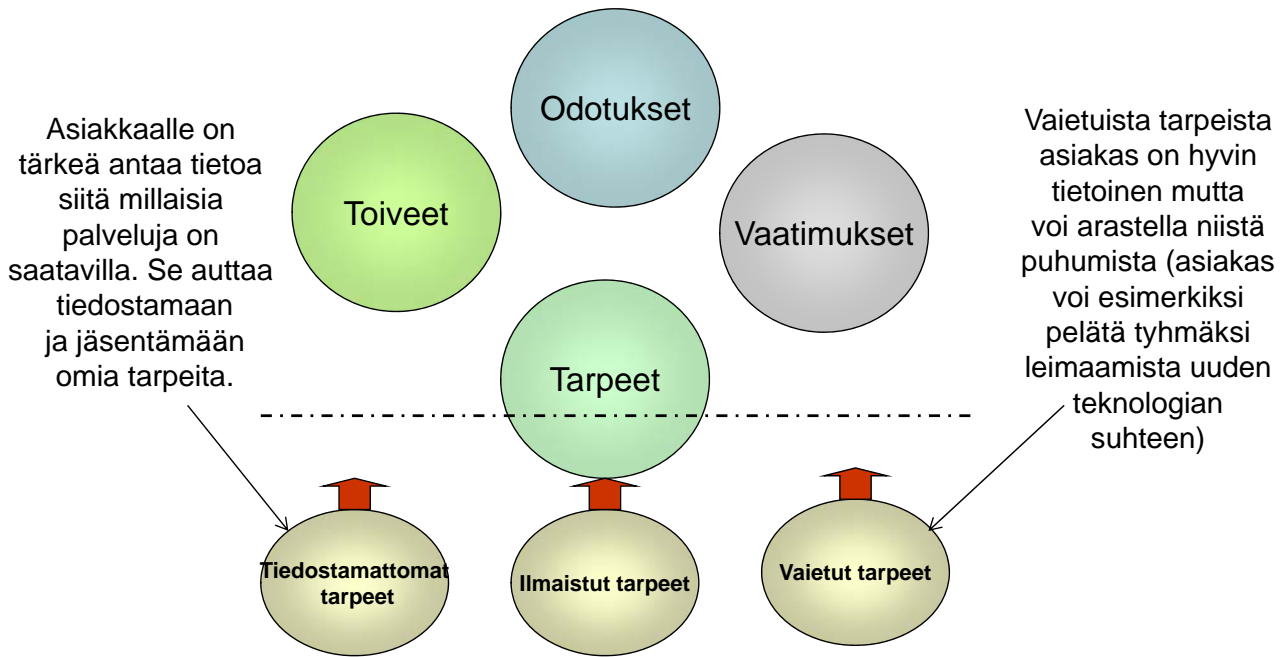 Asiakkaalle on
tärkeä antaa tietoa
siitä millaisia
palveluja on
saatavilla. Se auttaa
tiedostamaan
ja jäsentämään
omia tarpeita.
Odotukset
Toiveet
Vaatimukset
Tarpeet
Vaietuista tarpeista
asiakas on hyvin
tietoinen mutta
voi arastella niistä
puhumista (asiakas
voi esimerkiksi
pelätä tyhmäksi
leimaamista uuden
teknologian
suhteen)
Tiedostamattomat
tarpeet
Ilmaistut tarpeet
Vaietut tarpeet